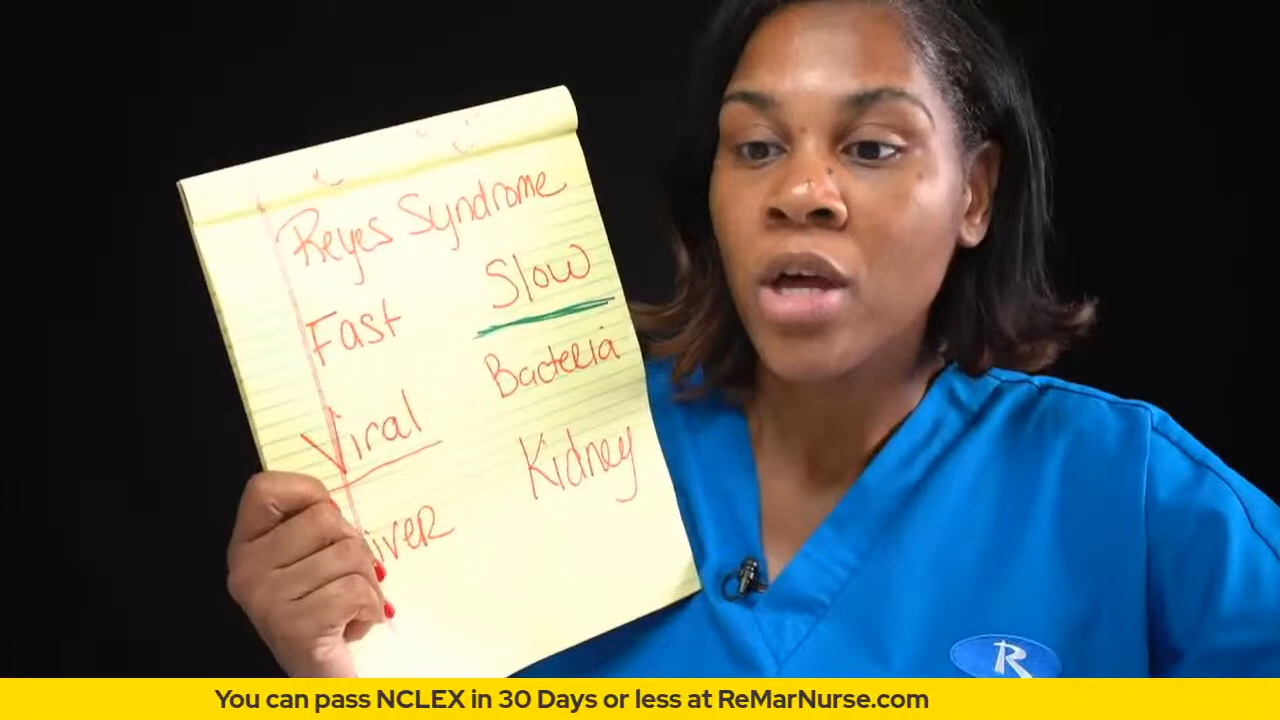 Reyes Syndrome
Fast Slow
Viral Bacteria
iver Kidney
R
You can pass NCLEX in 30 Days or less at ReMarNurse.com